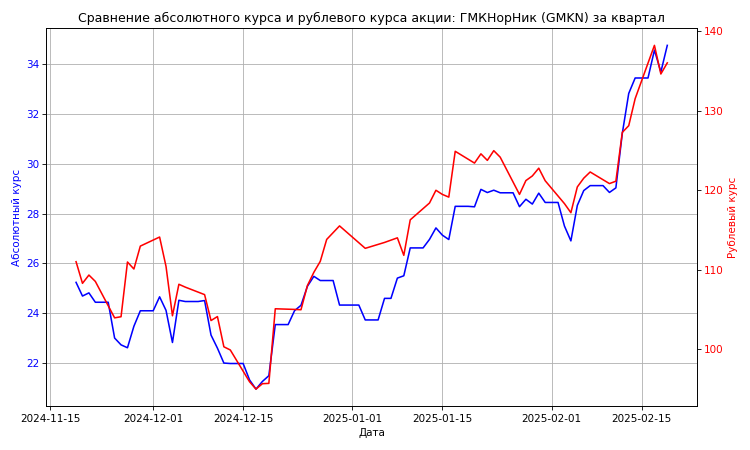 Сравнение абсолютного курса и рублевого курса акции: ГМКНорНик (GMKN) за квартал
Абсолютный курс
34
32
30
28
26
24
22
140
130
120
110
100
Рублевый курс
2024-11-15 2024-12-01 2024-12-15 2025-01-01 2025-01-15 2025-02-01 2025-02-15
Дата